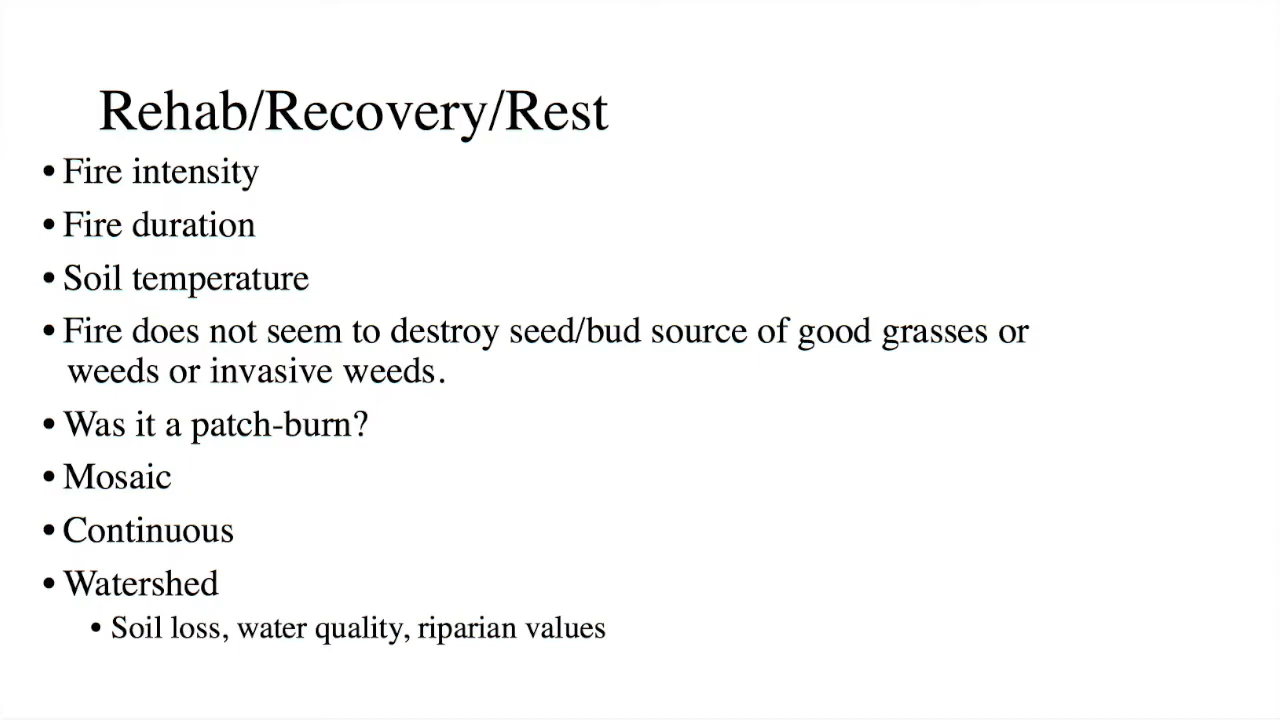 Rehab/Recovery/Rest
• Fire intensity
• Fire duration
• Soil temperature
• Fire does not seem to destroy seed/bud source of good grasses or
weeds or invasive weeds.
• Was it a patch-burn?
• Mosaic
• Continuous
• Watershed
• Soil loss, water quality, riparian values